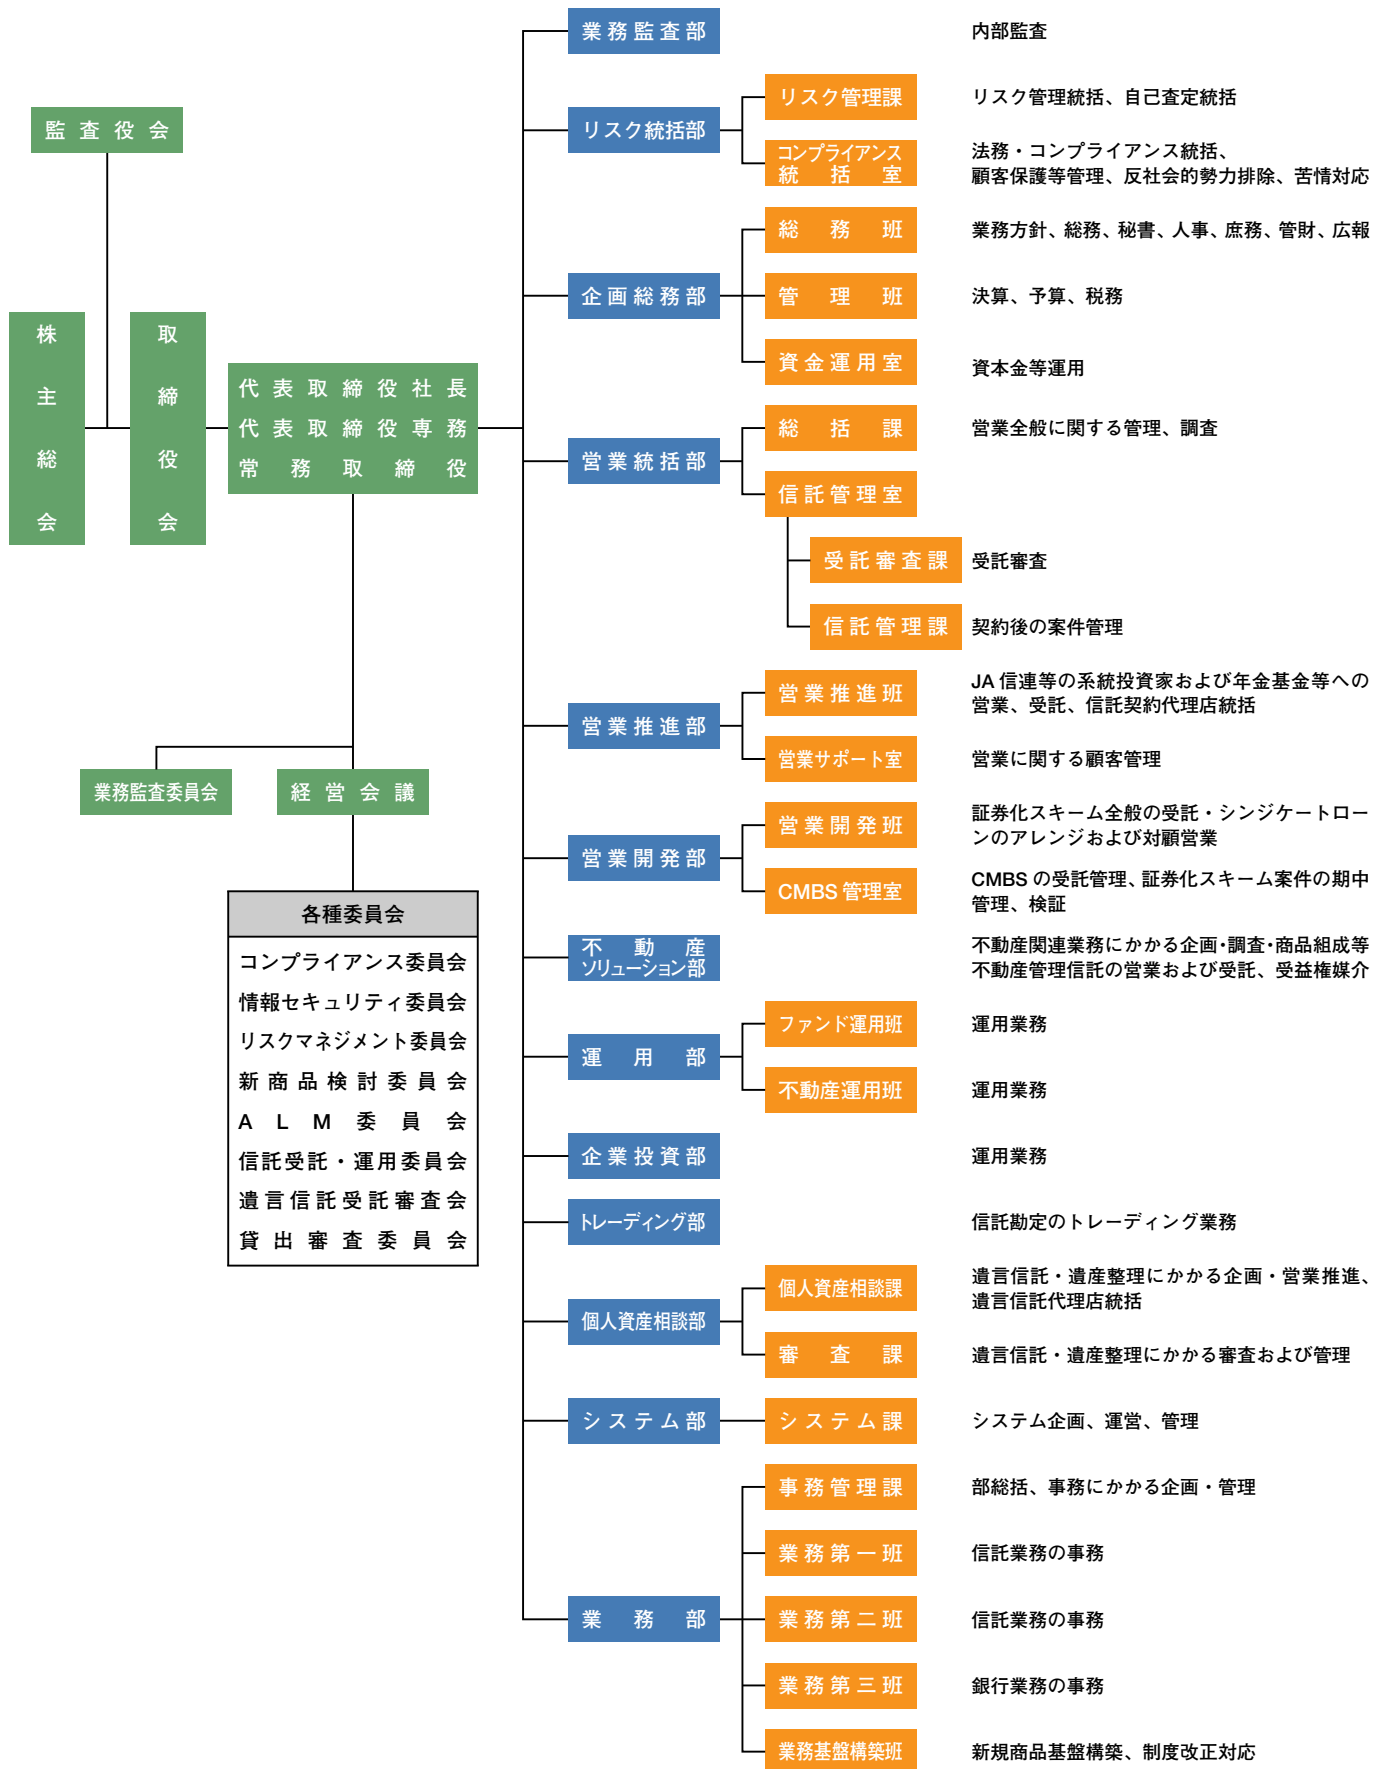 監査役会
株主総会
取締役会
代表取締役社長
代表取締役専務
常務取締役
業務監査委員会
経営会議
各種委員会
コンプライアンス委員会
情報セキュリティ委員会
リスクマネジメント委員会
新商品検討委員会
ALM委員会
信託受託・運用委員会
遺言信託受託審査会
貸出審査委員会
業務監査部
内部監査
リスク統括部
リスク管理課
リスク管理統括、自己査定統括
コンプライアンス
統括室
法務・コンプライアンス統括、
顧客保護等管理、反社会的勢力排除、苦情対応
企画総務部
総務班
業務方針、総務、秘書、人事、庶務、管財、広報
管理班
決算、予算、税務
資金運用室
資本金等運用
営業統括部
総括課
営業全般に関する管理、調査
信託管理室
受託審査課
受託審査
信託管理課
契約後の案件管理
営業推進部
営業推進班
JA信連等の系統投資家および年金基金等への
営業、受託、信託契約代理店統括
営業サポート室
営業に関する顧客管理
営業開発部
営業開発班
証券化スキーム全般の受託・シンジケートロー
ンのアレンジおよび対顧営業
CMBS管理室
CMBSの受託管理、証券化スキーム案件の期中
管理、検証
不動産
ソリューション部
不動産関連業務にかかる企画・調査・商品組成等
不動産管理信託の営業および受託、受益権媒介
運用部
ファンド運用班
運用業務
不動産運用班
運用業務
企業投資部
運用業務
トレーディング部
信託勘定のトレーディング業務
個人資産相談部
個人資産相談課
遺言信託・遺産整理にかかる企画・営業推進、
遺言信託代理店統括
審査課
遺言信託・遺産整理にかかる審査および管理
システム部
システム課
システム企画、運営、管理
業務部
事務管理課
部総括、事務にかかる企画・管理
業務第一班
信託業務の事務
業務第二班
信託業務の事務
業務第三班
銀行業務の事務
業務基盤構築班
新規商品基盤構築、制度改正対応